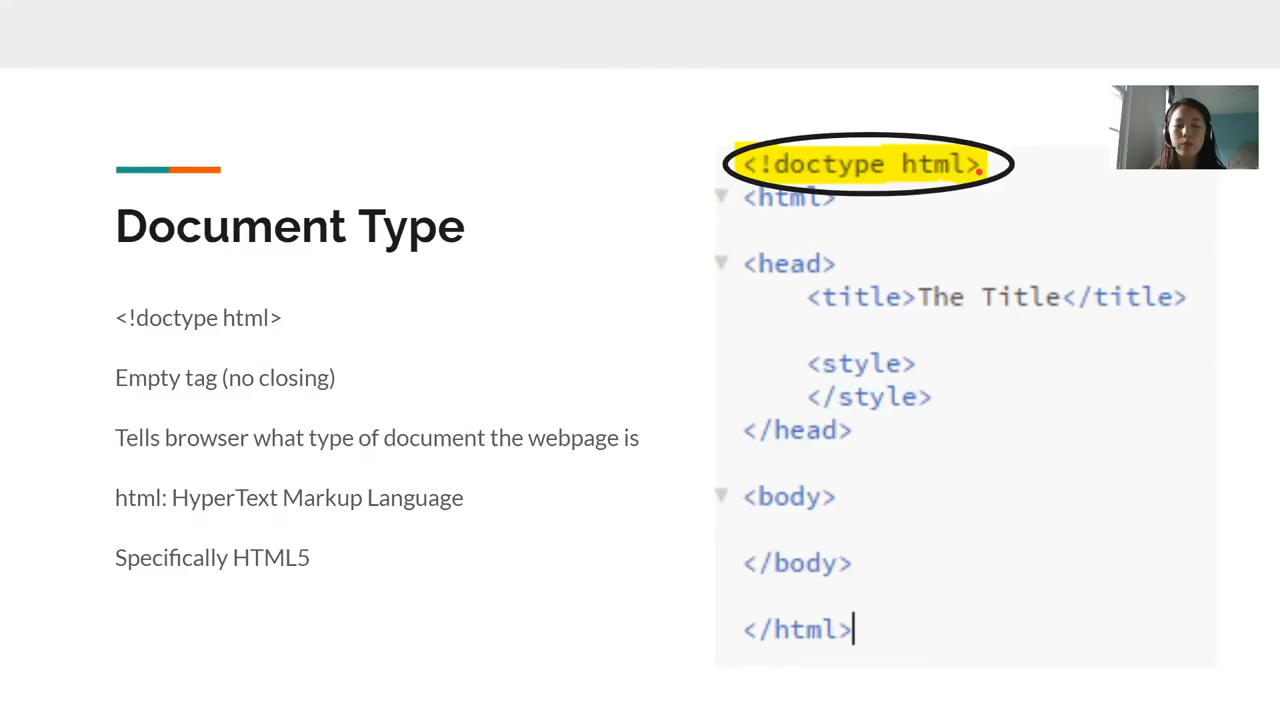 Document Type
<!doctype html>
Empty tag (no closing)
Tells browser what type of document the webpage is
html: HyperText Markup Language
Specifically HTML5
<!doctype html>
<html>
<head>
<title>The Title</title>
<style>
</style>
</head>
<body>
</body>
</html>